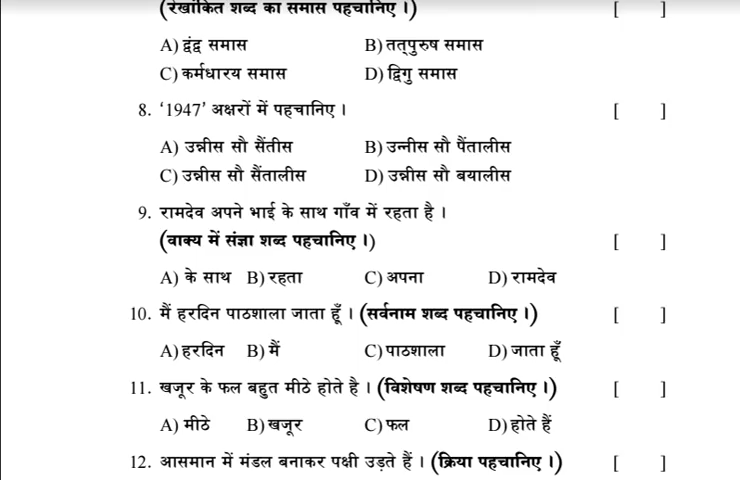 (रेखांकित शब्द का समास पहचानिए ।) [ ]
A) द्वंद्व समास B) तत्पुरुष समास
C) कर्मधारय समास D) द्विगु समास
8. ‘1947’ अक्षरों में पहचानिए । [ ]
A) उन्नीस सौ सैंतीस B) उन्नीस सौ पैंतालीस
C) उन्नीस सौ सैंतालीस D) उन्नीस सौ बयालीस
9. रामदेव अपने भाई के साथ गाँव में रहता है ।
(वाक्य में संज्ञा शब्द पहचानिए ।) [ ]
A) के साथ B) रहता C) अपना D) रामदेव
10. मैं हरदिन पाठशाला जाता हूँ । (सर्वनाम शब्द पहचानिए ।) [ ]
A) हरदिन B) मैं C) पाठशाला D) जाता हूँ
11. खजूर के फल बहुत मीठे होते है । (विशेषण शब्द पहचानिए ।) [ ]
A) मीठे B) खजूर C) फल D) होते हैं
12. आसमान में मंडल बनाकर पक्षी उड़ते हैं । (क्रिया पहचानिए ।) [ ]